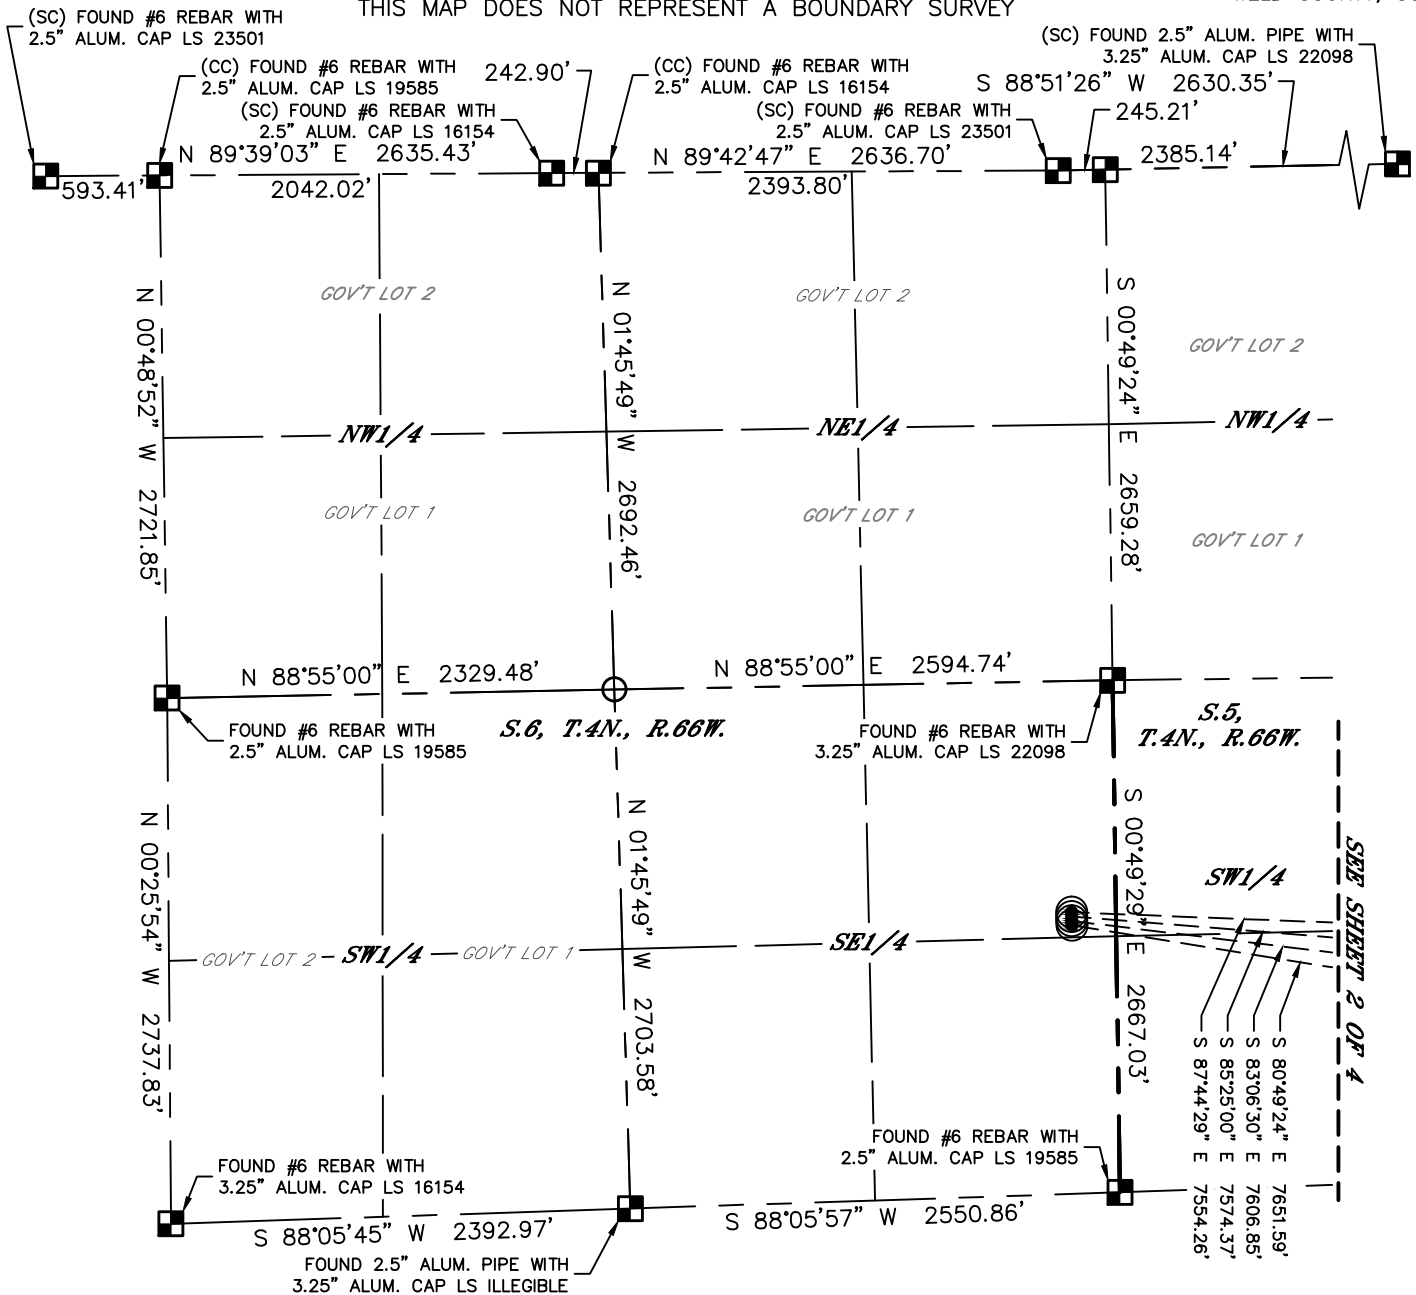 THIS MAP DOES NOT REPRESENT A BOUNDARY SURVEY
(SC) FOUND #6 REBAR WITH
2.5" ALUM. CAP LS 23501
(CC) FOUND #6 REBAR WITH
2.5" ALUM. CAP LS 19585
242.90'
(SC) FOUND #6 REBAR WITH
2.5" ALUM. CAP LS 16154
(CC) FOUND #6 REBAR WITH
2.5" ALUM. CAP LS 16154
(SC) FOUND 2.5" ALUM. PIPE WITH
3.25" ALUM. CAP LS 22098
S 88°51'26" W 2630.35'
(SC) FOUND #6 REBAR WITH
2.5" ALUM. CAP LS 23501
245.21'
N 89°39'03" E 2635.43'
N 89°42'47" E 2636.70'
2385.14'
593.41'
2042.02'
2393.80'
GOV'T LOT 2
GOV'T LOT 2
GOV'T LOT 2
N 00°48'52" W 2721.85'
N 01°45'49" W 2692.46'
S 00°49'24" E 2659.28'
NW1/4
NE1/4
NW1/4
GOV'T LOT 1
GOV'T LOT 1
GOV'T LOT 1
N 88°55'00" E 2329.48'
N 88°55'00" E 2594.74'
FOUND #6 REBAR WITH
2.5" ALUM. CAP LS 19585
S.6, T.4N., R.66W.
FOUND #6 REBAR WITH
3.25" ALUM. CAP LS 22098
S.5,
T.4N., R.66W.
N 00°25'54" W 2737.83'
N 01°45'49" W 2703.58'
S 00°49'29" E 2667.03'
SW1/4
SEE SHEET 2 OF 4
GOV'T LOT 2
SW1/4
GOV'T LOT 1
SE1/4
S 87°44'29" E 7554.26'
S 85°25'00" E 7574.37'
S 83°06'30" E 7606.85'
S 80°49'24" E 7651.59'
FOUND #6 REBAR WITH
3.25" ALUM. CAP LS 16154
FOUND #6 REBAR WITH
2.5" ALUM. CAP LS 19585
S 88°05'45" W 2392.97'
S 88°05'57" W 2550.86'
FOUND 2.5" ALUM. PIPE WITH
3.25" ALUM. CAP LS ILLEGIBLE